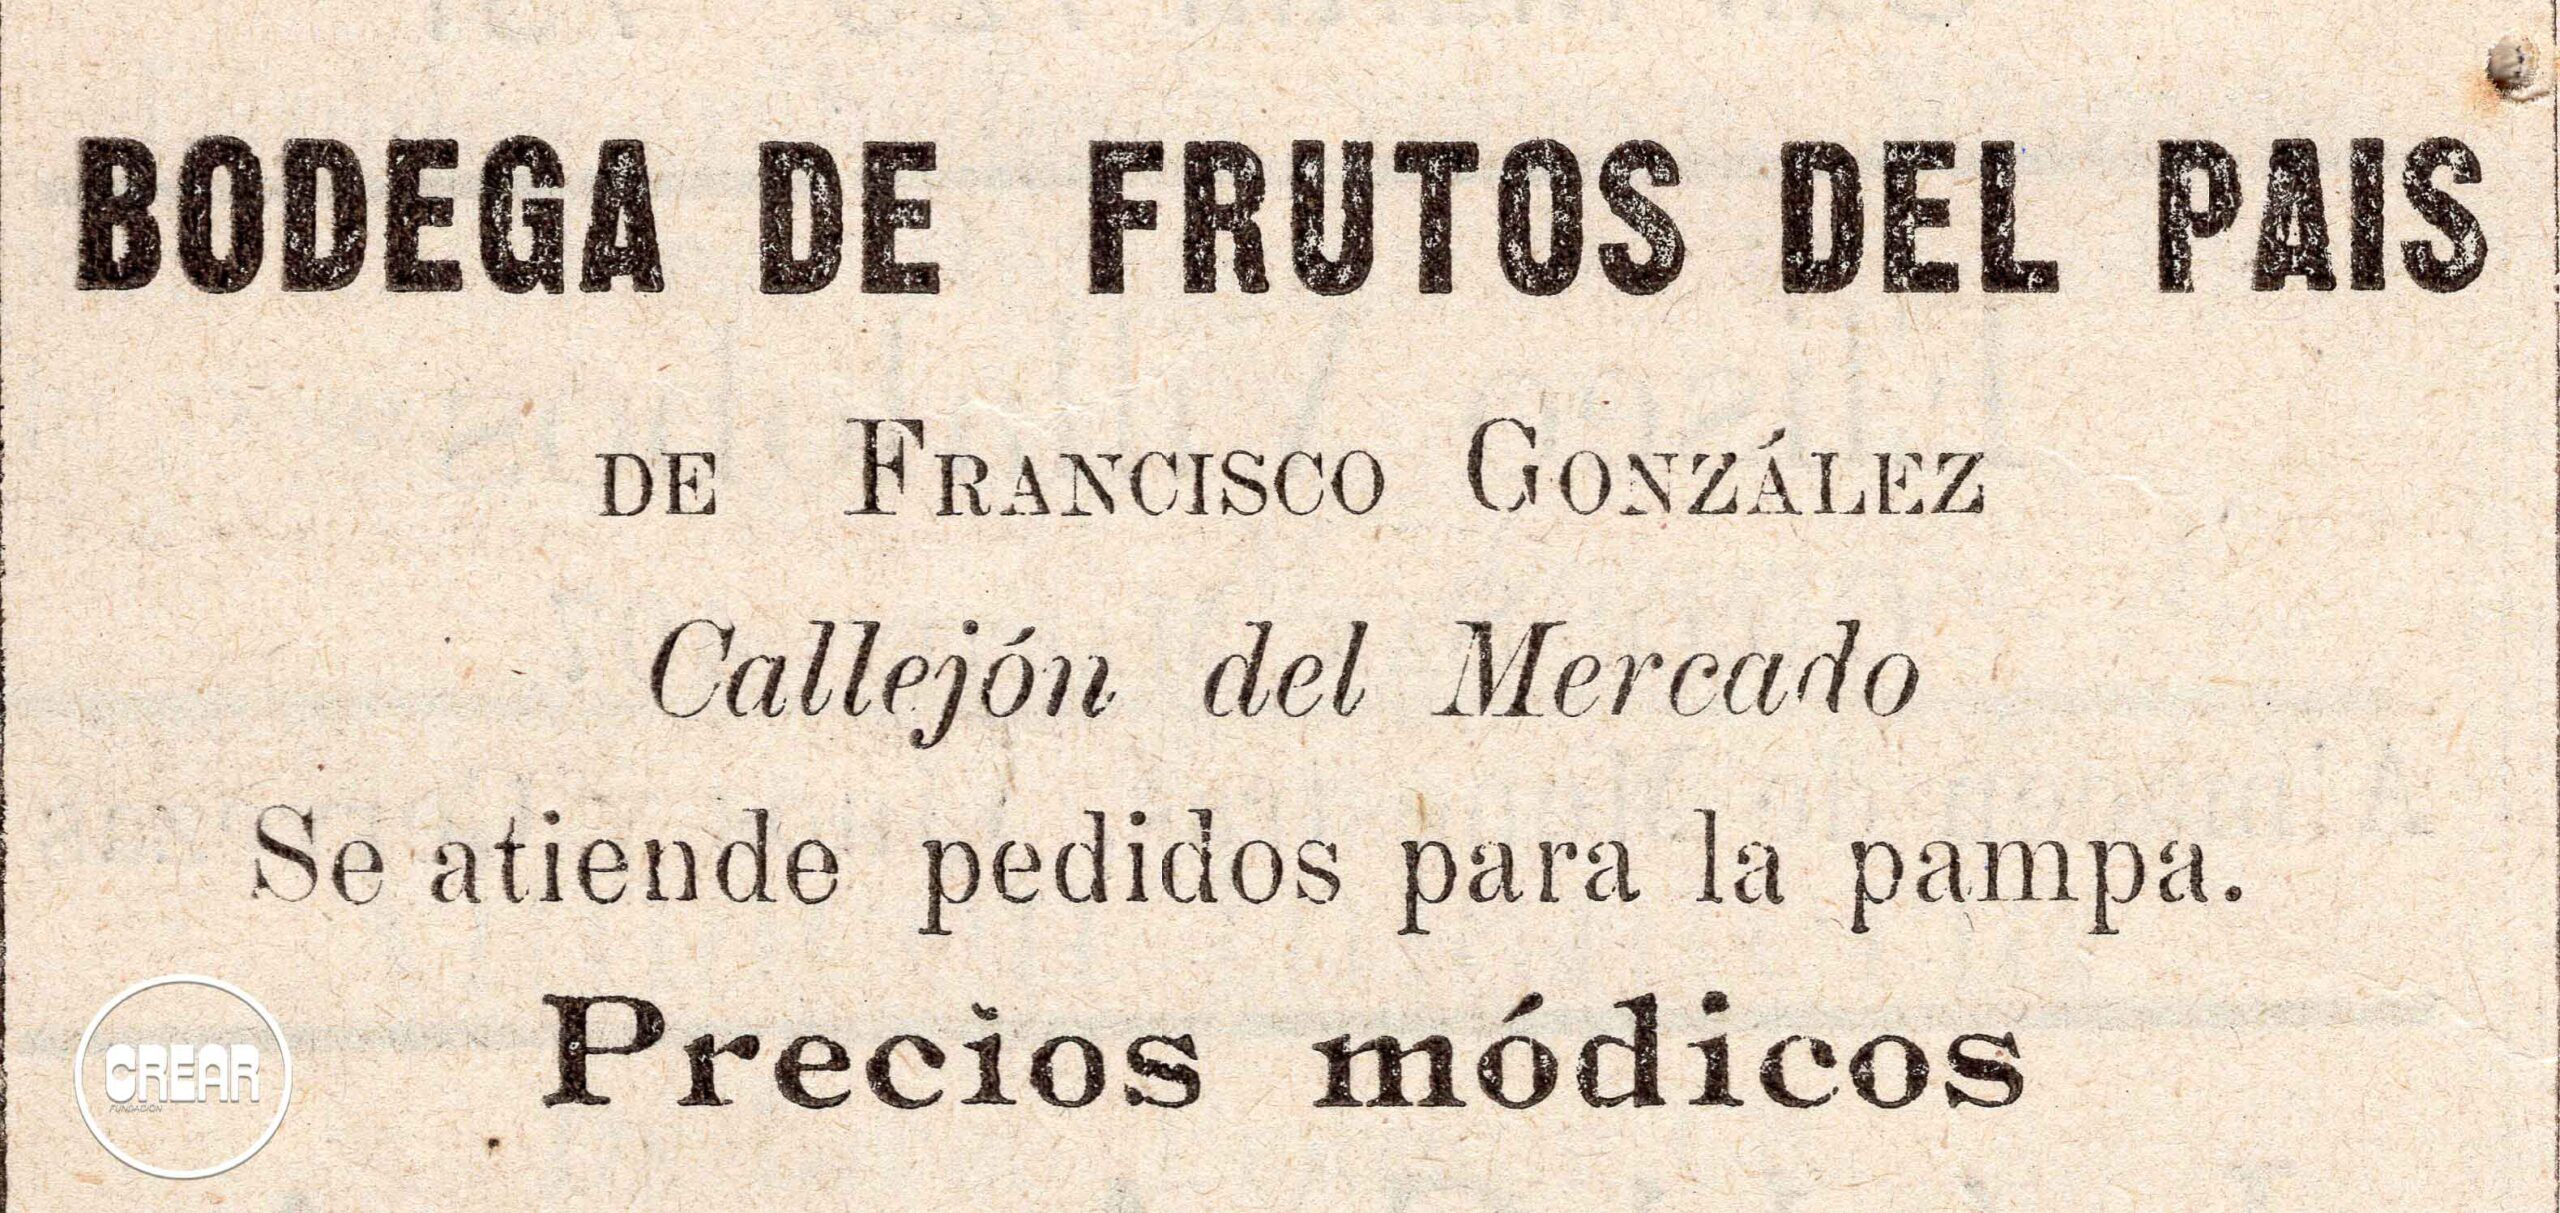 BODEGA DE FRUTOS DEL PAIS
DE FRANCISCO GONZÁLEZ
Callejón del Mercado
Se atiende pedidos para la pampa.
Precios módicos
CREAR
FUNDACIÓN